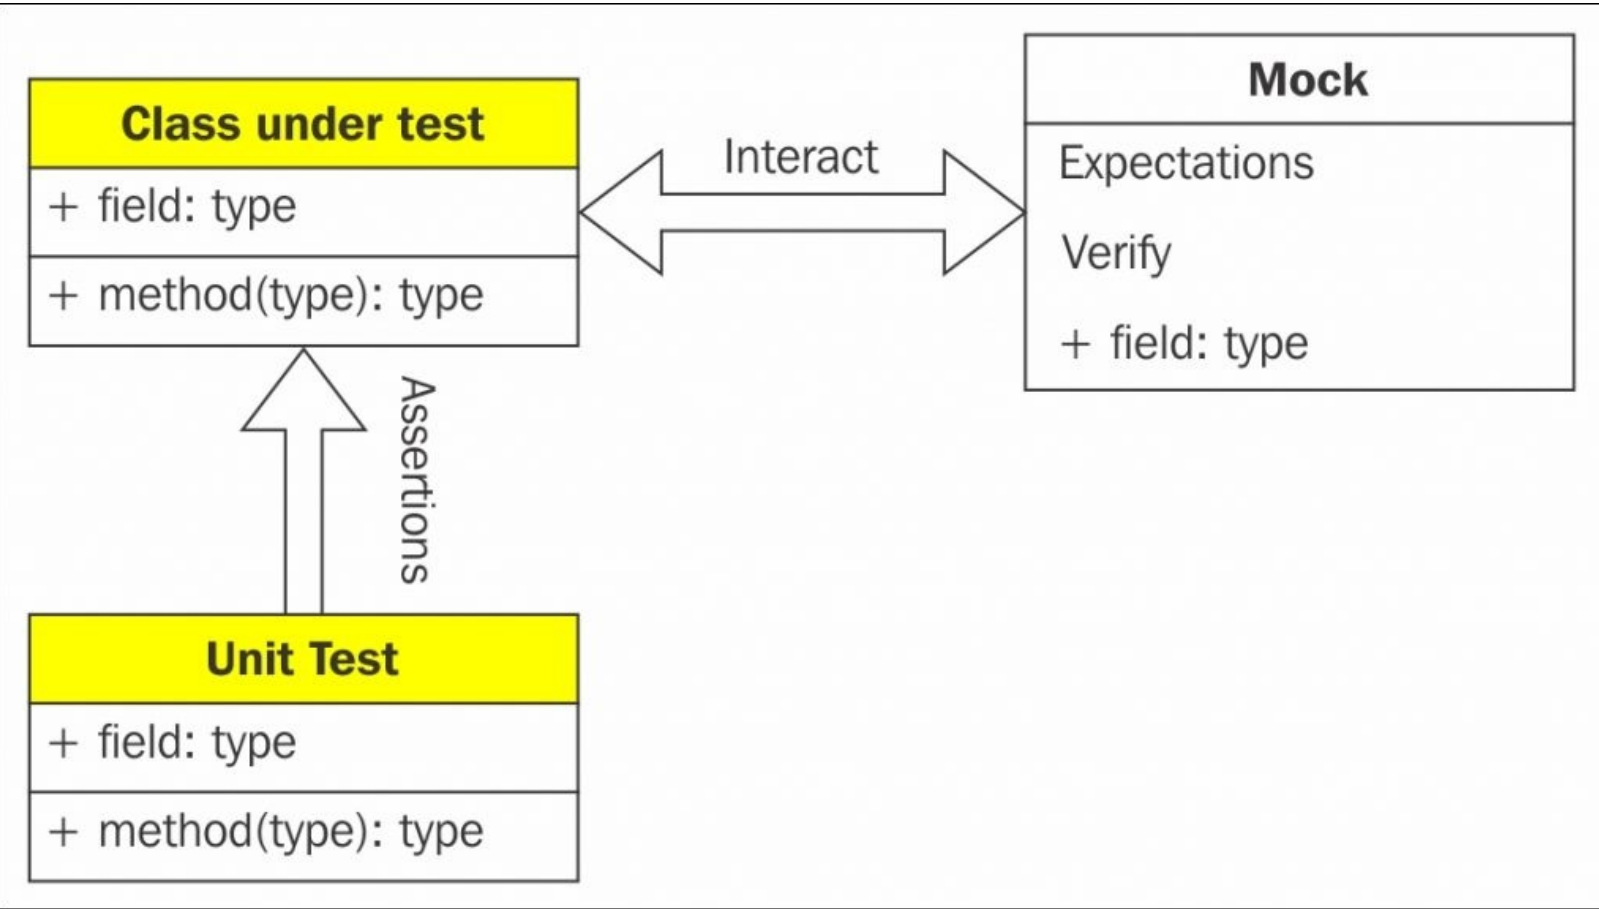 Class under test
+ field: type
+ method(type): type
Interact
Mock
Expectations
Verify
+ field: type
Assertions
Unit Test
+ field: type
+ method(type): type